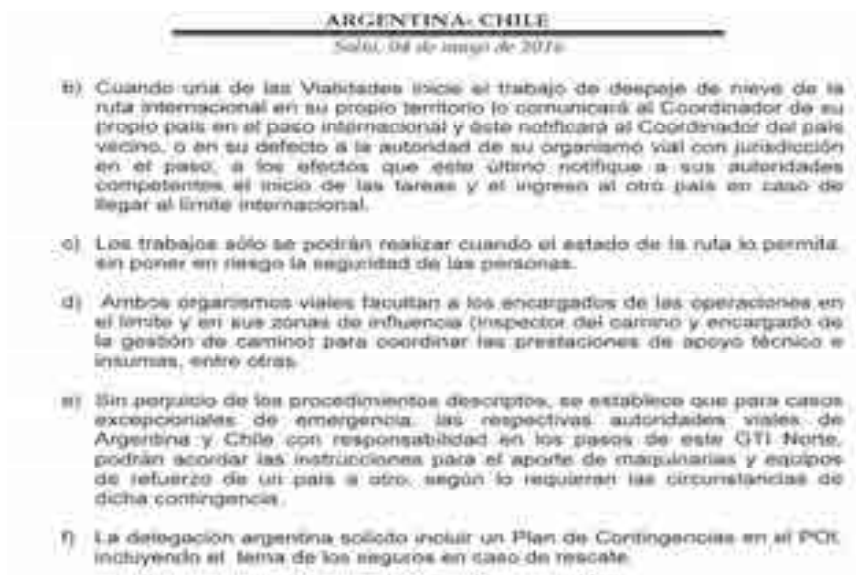 ARGENTINA- CHILE
Salta, 04 de mayo de 2016
b) Cuando una de las Vialidades inicie el trabajo de despeje de nieve de la
ruta internacional en su propio territorio lo comunicará al Coordinador de su
propio país en el paso internacional y éste notificará al Coordinador del país
vecino, o en su defecto a la autoridad de su organismo vial con jurisdicción
en el paso, a los efectos que este último notifique a sus autoridades
competentes el inicio de las tareas y el ingreso al otro país en caso de
llegar al límite internacional.
c) Los trabajos sólo se podrán realizar cuando el estado de la ruta lo permita,
sin poner en riesgo la seguridad de las personas.
d) Ambos organismos viales facultan a los encargados de las operaciones en
el límite y en sus zonas de influencia (inspector del camino y encargado de
la gestión de camino) para coordinar las prestaciones de apoyo técnico e
insumas, entre otras.
e) Sin perjuicio de los procedimientos descriptos, se establece que para casos
excepcionales de emergencia, las respectivas autoridades viales de
Argentina y Chile con responsabilidad en los pasos de este GTI Norte,
podrán acordar las instrucciones para el aporte de maquinarias y equipos
de refuerzo de un país a otro, según lo requieran las circunstancias de
dicha contingencia.
f) La delegación argentina solicito incluir un Plan de Contingencias en el POI,
incluyendo el tema de los seguros en caso de rescate.